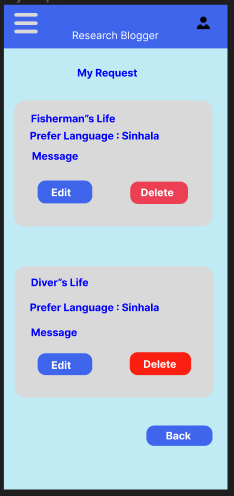 Research Blogger
My Request
Fisherman"s Life
Prefer Language : Sinhala
Message
Edit
Delete
Diver"s Life
Prefer Language : Sinhala
Message
Edit
Delete
Back